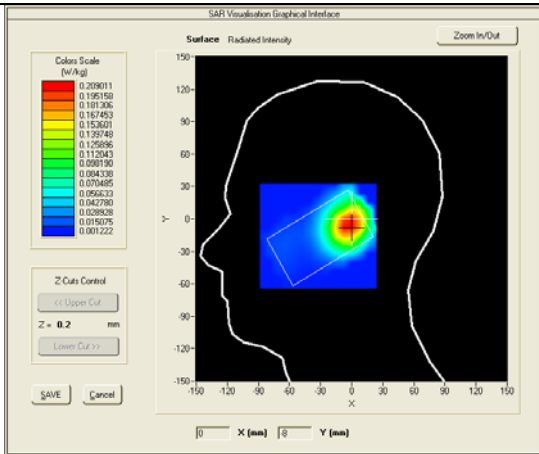 SAR Visualisation Graphical Interface
Surface Radiated Intensity
Zoom In/Out
Colors Scale
(W/kg)
0.209011
0.195158
0.181306
0.167453
0.153601
0.139748
0.125896
0.112043
0.098190
0.084338
0.070485
0.056633
0.042780
0.028928
0.015075
0.001222
Z-Cuts Control
<< Upper Cut
Z = 0.2 mm
Lower Cut >>
SAVE Cancel
150
120
90
60
30
0
-30
-60
-90
-120
-150
Y
-150 -120 -90 -60 -30 0 30 60 90 120 150
X
0 X (mm) -8 Y (mm)